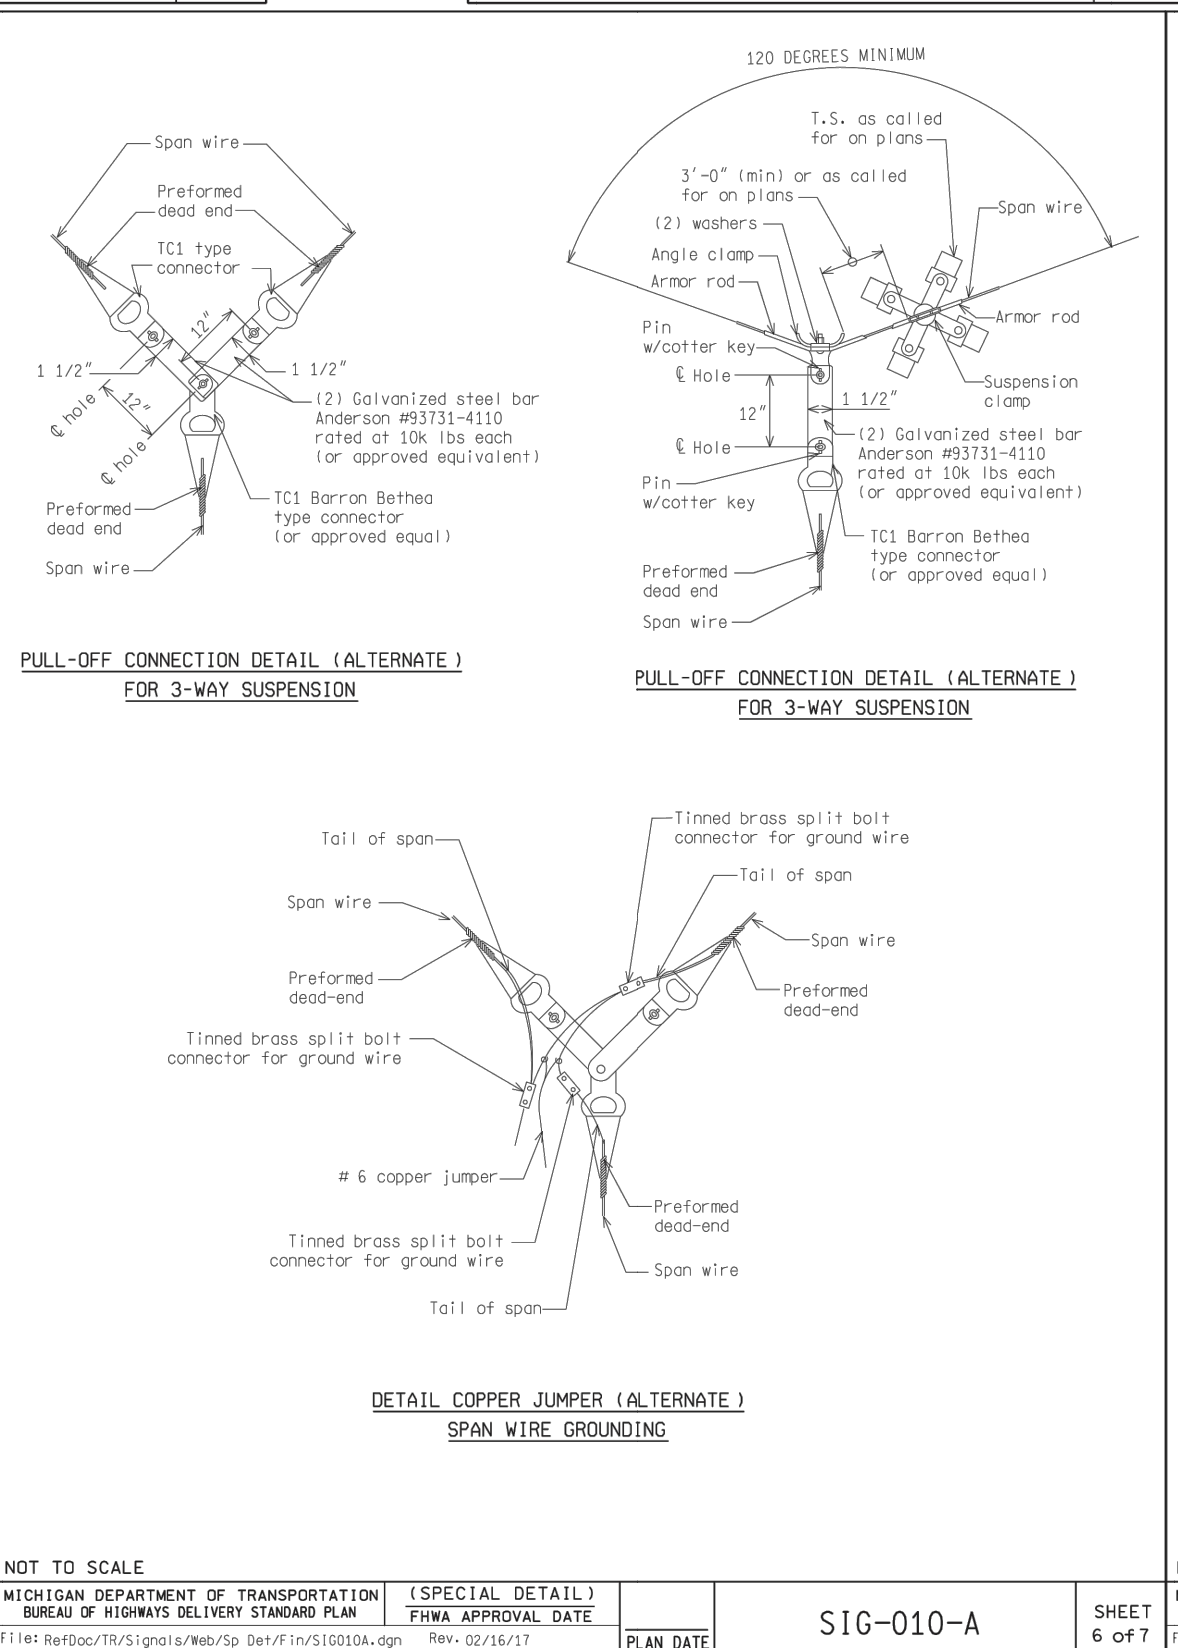 Span wire
Preformed
dead end
TC1 type
connector
12"
1 1/2"
1 1/2"
12"
℄ hole
℄ hole
(2) Galvanized steel bar
Anderson #93731-4110
rated at 10k lbs each
(or approved equivalent)
TC1 Barron Bethea
type connector
(or approved equal)
Preformed
dead end
Span wire
PULL-OFF CONNECTION DETAIL (ALTERNATE)
FOR 3-WAY SUSPENSION
120 DEGREES MINIMUM
T.S. as called
for on plans
3'-0" (min) or as called
for on plans
(2) washers
Span wire
Angle clamp
Armor rod
Armor rod
Pin
w/cotter key
℄ Hole
Suspension
clamp
12"
1 1/2"
℄ Hole
(2) Galvanized steel bar
Anderson #93731-4110
rated at 10k lbs each
(or approved equivalent)
Pin
w/cotter key
TC1 Barron Bethea
type connector
(or approved equal)
Preformed
dead end
Span wire
PULL-OFF CONNECTION DETAIL (ALTERNATE)
FOR 3-WAY SUSPENSION
Tinned brass split bolt
connector for ground wire
Tail of span
Tail of span
Span wire
Span wire
Preformed
dead-end
Preformed
dead-end
Tinned brass split bolt
connector for ground wire
# 6 copper jumper
Preformed
dead-end
Tinned brass split bolt
connector for ground wire
Span wire
Tail of span
DETAIL COPPER JUMPER (ALTERNATE)
SPAN WIRE GROUNDING
NOT TO SCALE
MICHIGAN DEPARTMENT OF TRANSPORTATION
BUREAU OF HIGHWAYS DELIVERY STANDARD PLAN
(SPECIAL DETAIL)
FHWA APPROVAL DATE
PLAN DATE
SIG-010-A
SHEET
6 of 7
File: RefDoc/TR/Signals/Web/Sp Det/Fin/SIG010A.dgn
Rev. 02/16/17